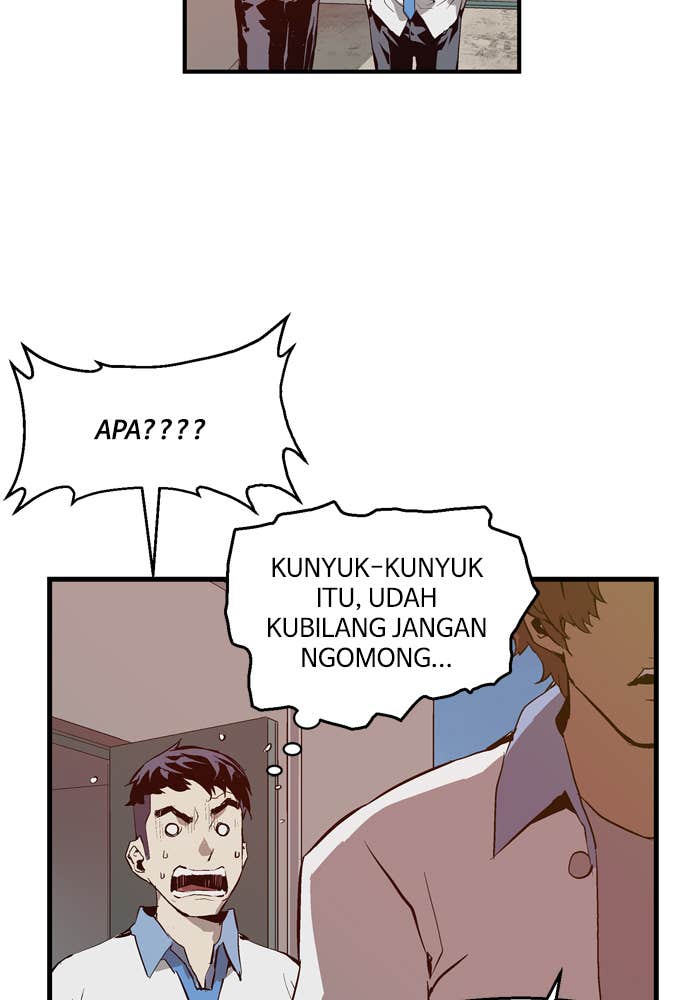 APA????
KUNYUK-KUNYUK
ITU, UDAH
KUBILANG JANGAN
NGOMONG...